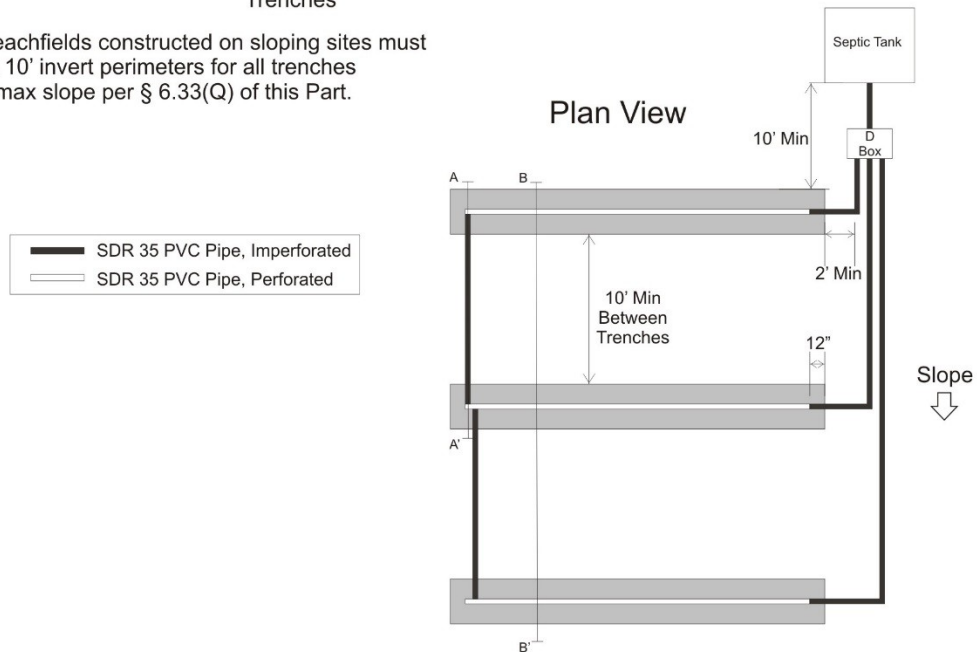 Trenches
eachfields constructed on sloping sites must
10’ invert perimeters for all trenches
max slope per § 6.33(Q) of this Part.
Septic Tank
Plan View
10’ Min
D
Box
A
B
SDR 35 PVC Pipe, Imperforated
SDR 35 PVC Pipe, Perforated
2’ Min
10’ Min
Between
Trenches
12”
Slope
A’
B’